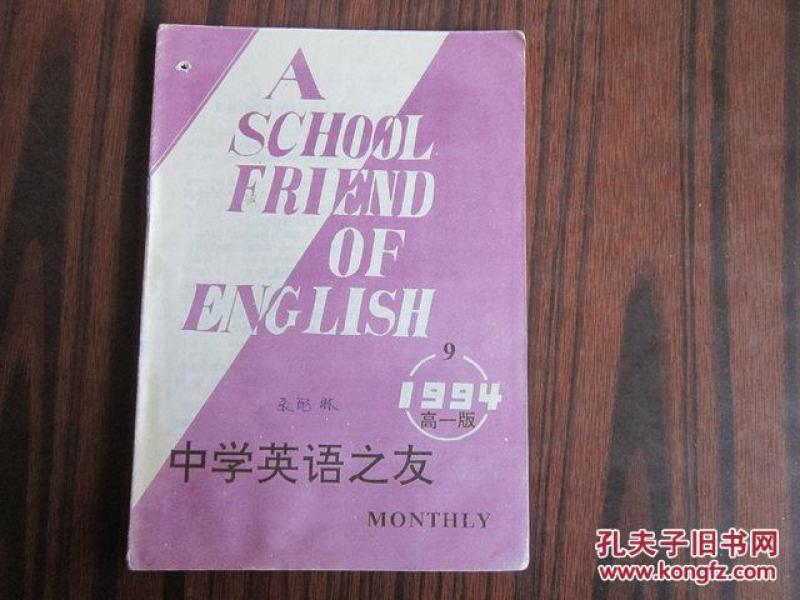 A
SCHOOL
FRIEND
OF
ENGLISH
9
1994
高一版
中学英语之友
MONTHLY
孔夫子旧书网
www.kongfz.com